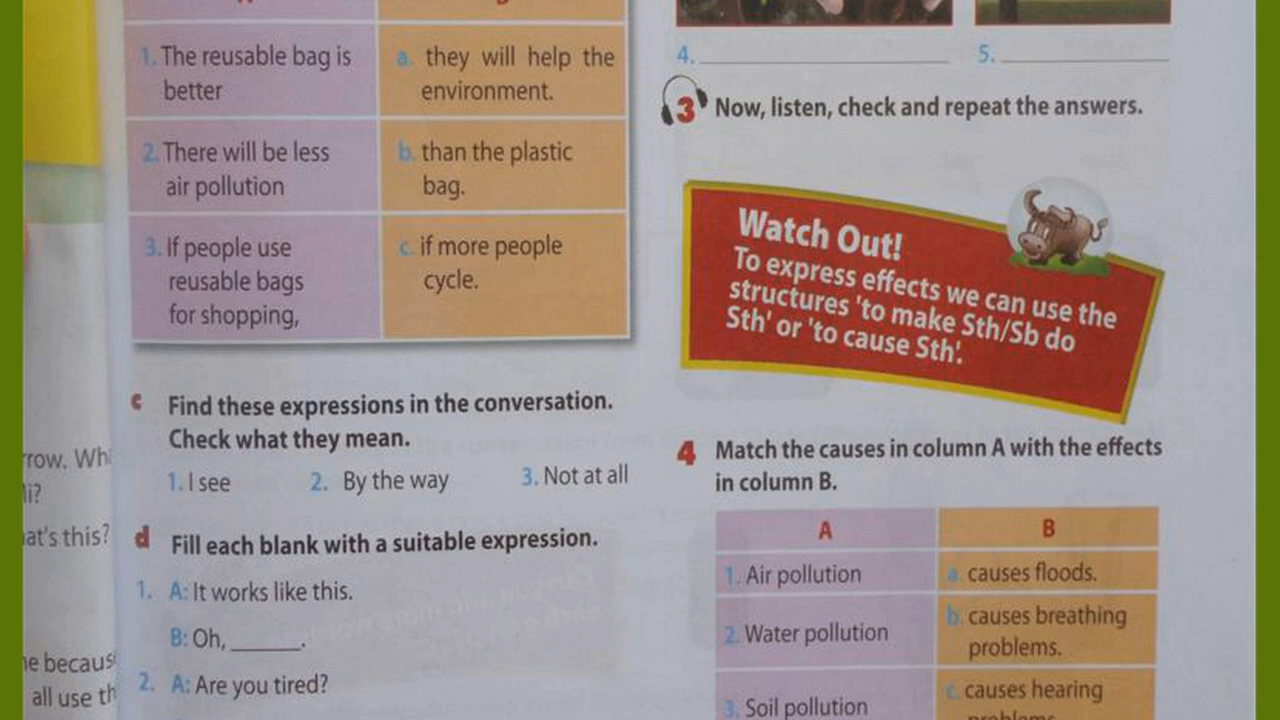 1. The reusable bag is
better
a. they will help the
environment.
2. There will be less
air pollution
b. than the plastic
bag.
3. If people use
reusable bags
for shopping,
c. if more people
cycle.
c Find these expressions in the conversation.
Check what they mean.
1. I see
2. By the way
3. Not at all
d Fill each blank with a suitable expression.
1. A: It works like this.
B: Oh, ______.
2. A: Are you tired?
4. ______
5. ______
3 Now, listen, check and repeat the answers.
Watch Out!
To express effects we can use the
structures 'to make Sth/Sb do
Sth' or 'to cause Sth'.
4 Match the causes in column A with the effects
in column B.
A
B
1. Air pollution
a. causes floods.
2. Water pollution
b. causes breathing
problems.
3. Soil pollution
c. causes hearing
problems
at's this?
all use th